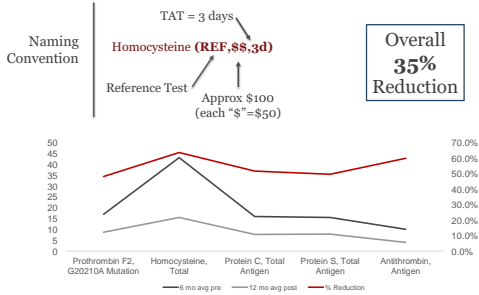 TAT = 3 days
Naming
Convention
Homocysteine (REF,$$,3d)
Reference Test
Approx $100
(each “$”=$50)
Overall
35%
Reduction
50
45
40
35
30
25
20
15
10
5
0
70.0%
60.0%
50.0%
40.0%
30.0%
20.0%
10.0%
0.0%
Prothrombin F2,
G20210A Mutation
Homocysteine,
Total
Protein C, Total
Antigen
Protein S, Total
Antigen
Antithrombin,
Antigen
6 mo avg pre
12 mo avg post
% Reduction